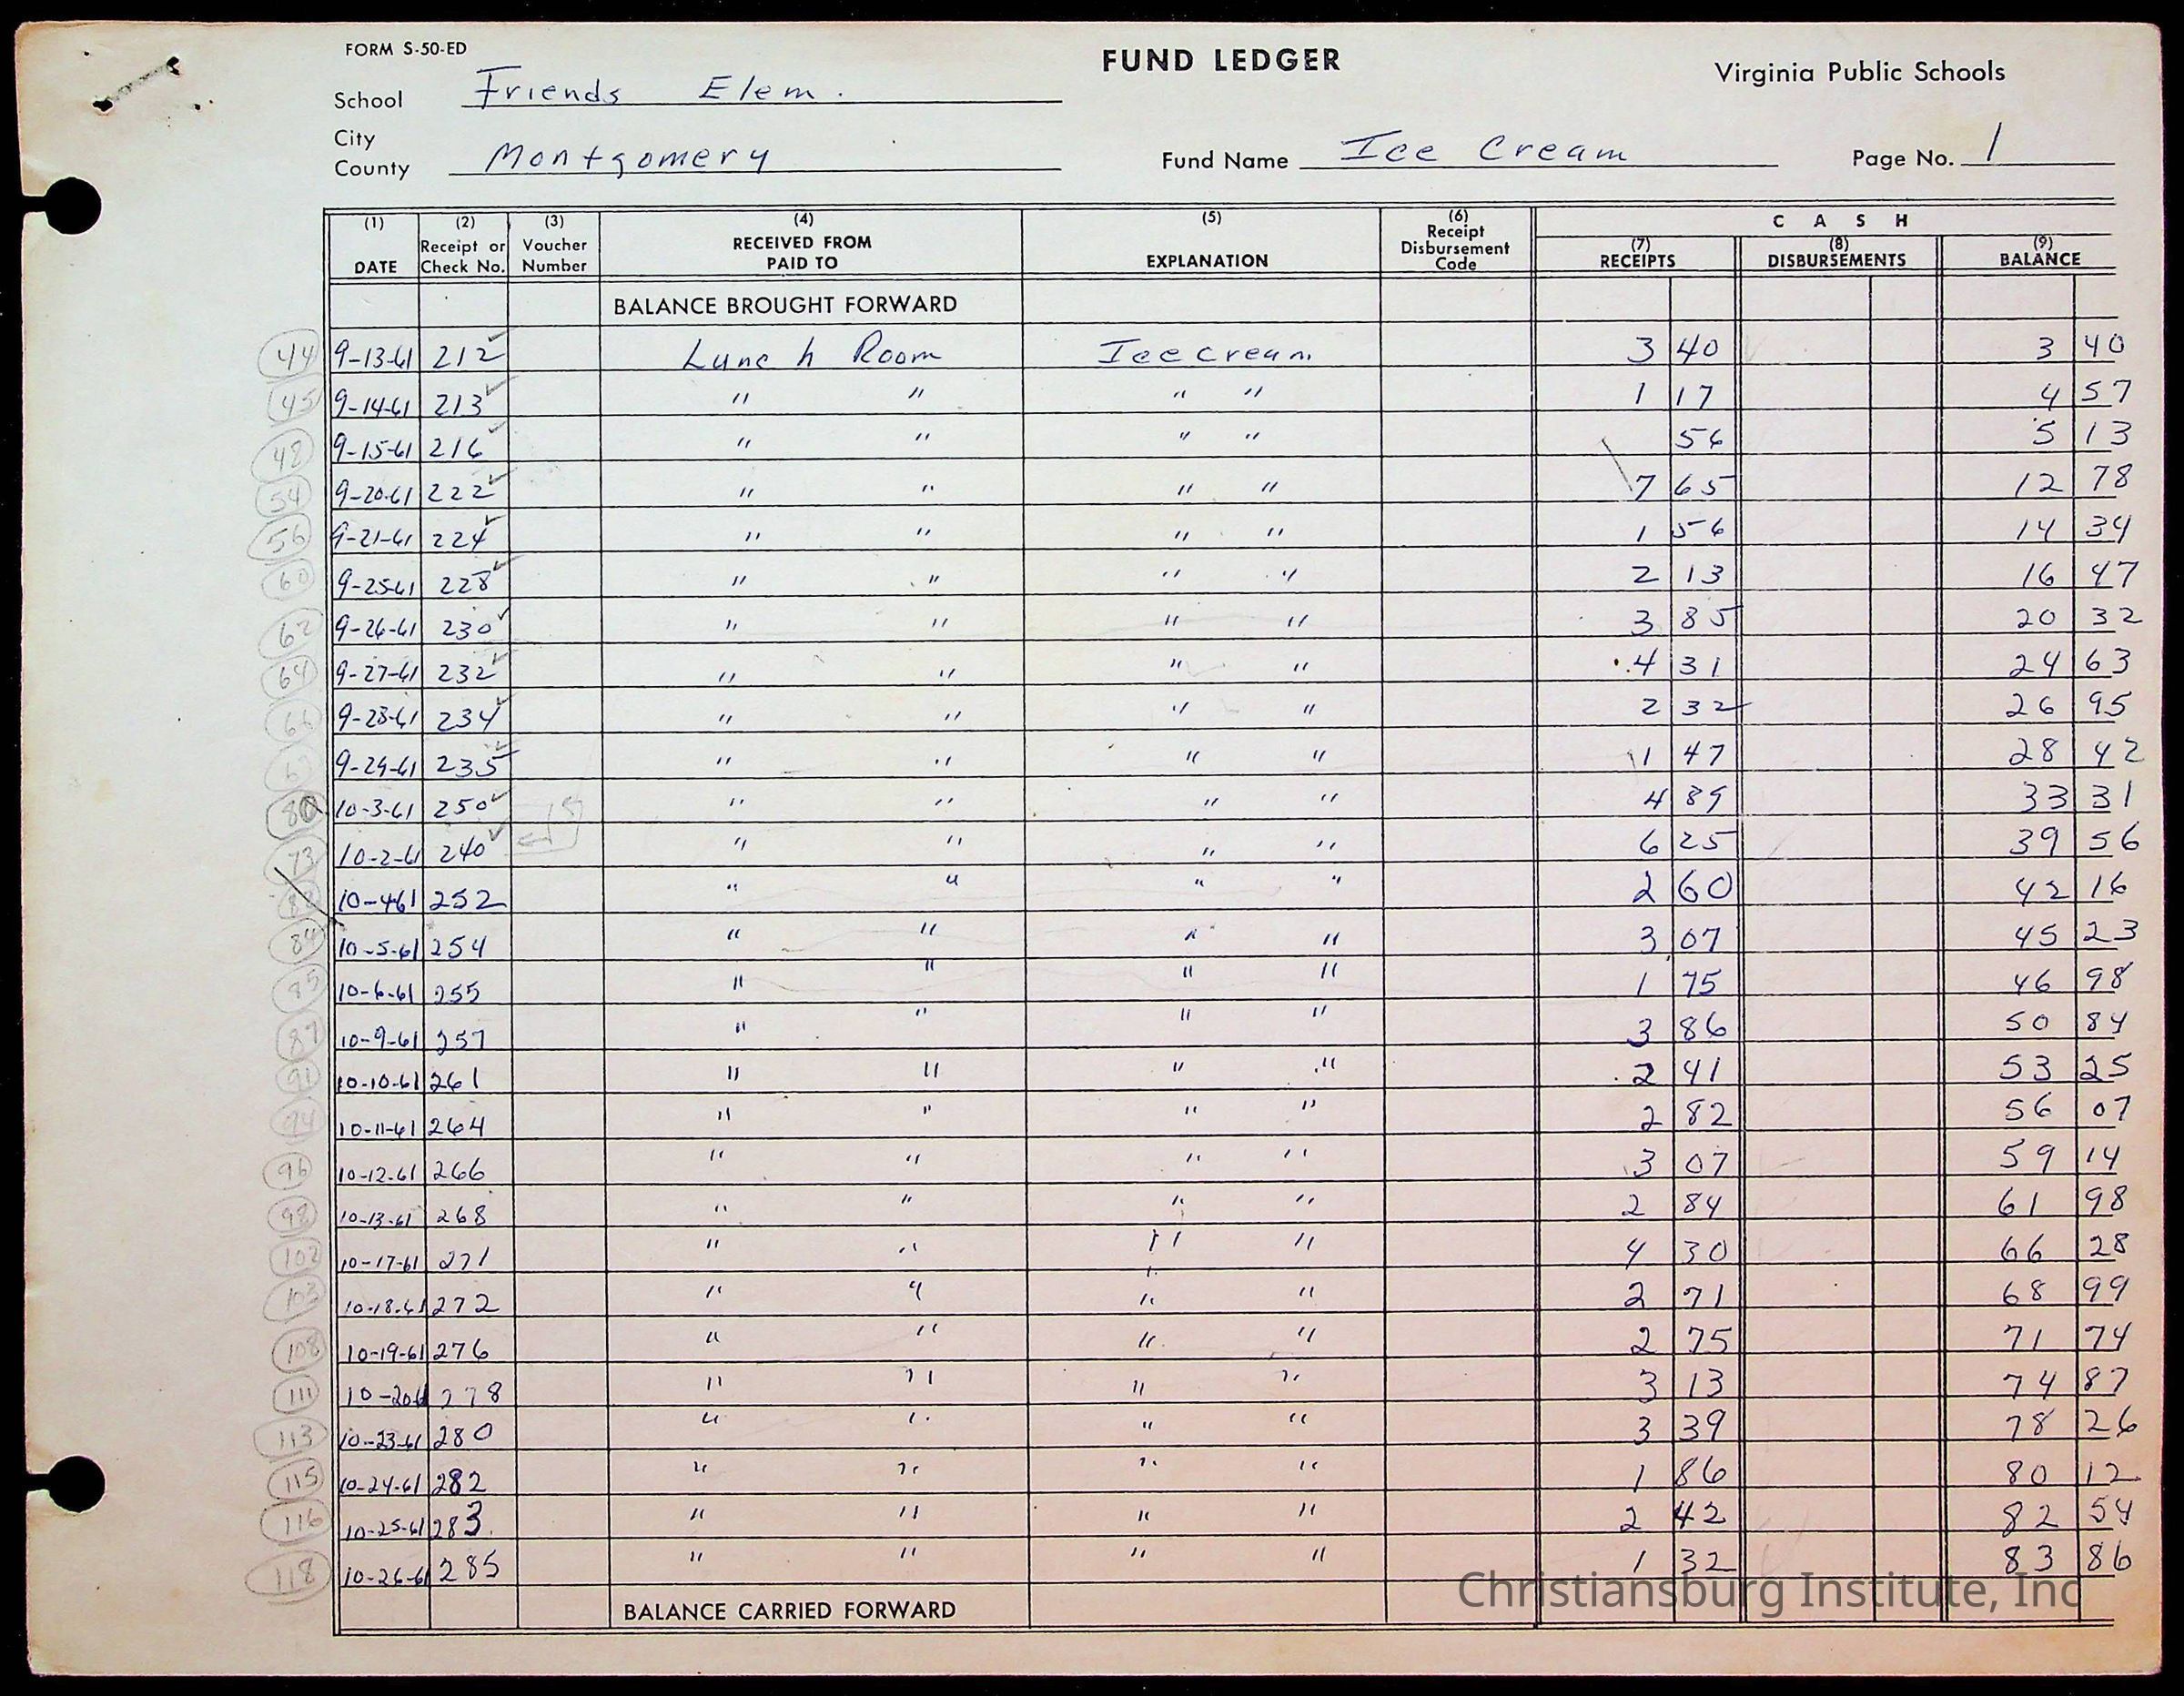 FORM S-50-ED
FUND LEDGER
Virginia Public Schools
School Friends Elem.
City
County Montgomery
Fund Name Ice Cream
Page No. 1
(1) DATE (2) Receipt or Check No. (3) Voucher Number (4) RECEIVED FROM PAID TO (5) EXPLANATION (6) Receipt Disbursement Code CASH (7) RECEIPTS (8) DISBURSEMENTS (9) BALANCE
BALANCE BROUGHT FORWARD
44 9-13-61 212 Lunch Room Ice cream 3 40 3 40
45 9-14-61 213 " " " " 1 17 4 57
48 9-15-61 216 " " " " 56 5 13
54 9-20-61 222 " " " " 7 65 12 78
56 9-21-61 224 " " " " 1 56 14 34
60 9-25-61 228 " " " " 2 13 16 47
62 9-26-61 230 " " " " 3 85 20 32
64 9-27-61 232 " " " " 4 31 24 63
66 9-28-61 234 " " " " 2 32 26 95
9-29-61 235 " " " " 1 47 28 42
80 10-3-61 250 " " " " 4 89 33 31
73 10-2-61 240 " " " " 6 25 39 56
10-4-61 252 " " " " 2 60 42 16
84 10-5-61 254 " " " " 3 07 45 23
85 10-6-61 255 " " " " 1 75 46 98
87 10-9-61 257 " " " " 3 86 50 84
91 10-10-61 261 " " " " 2 41 53 25
94 10-11-61 264 " " " " 2 82 56 07
96 10-12-61 266 " " " " 3 07 59 14
98 10-13-61 268 " " " " 2 84 61 98
102 10-17-61 271 " " " " 4 30 66 28
103 10-18-61 272 " " " " 2 71 68 99
108 10-19-61 276 " " " " 2 75 71 74
111 10-20-61 278 " " " " 3 13 74 87
113 10-23-61 280 " " " " 3 39 78 26
115 10-24-61 282 " " " " 1 86 80 12
116 10-25-61 283 " " " " 2 42 82 54
118 10-26-61 285 " " " " 1 32 83 86
Christiansburg Institute, Inc
BALANCE CARRIED FORWARD